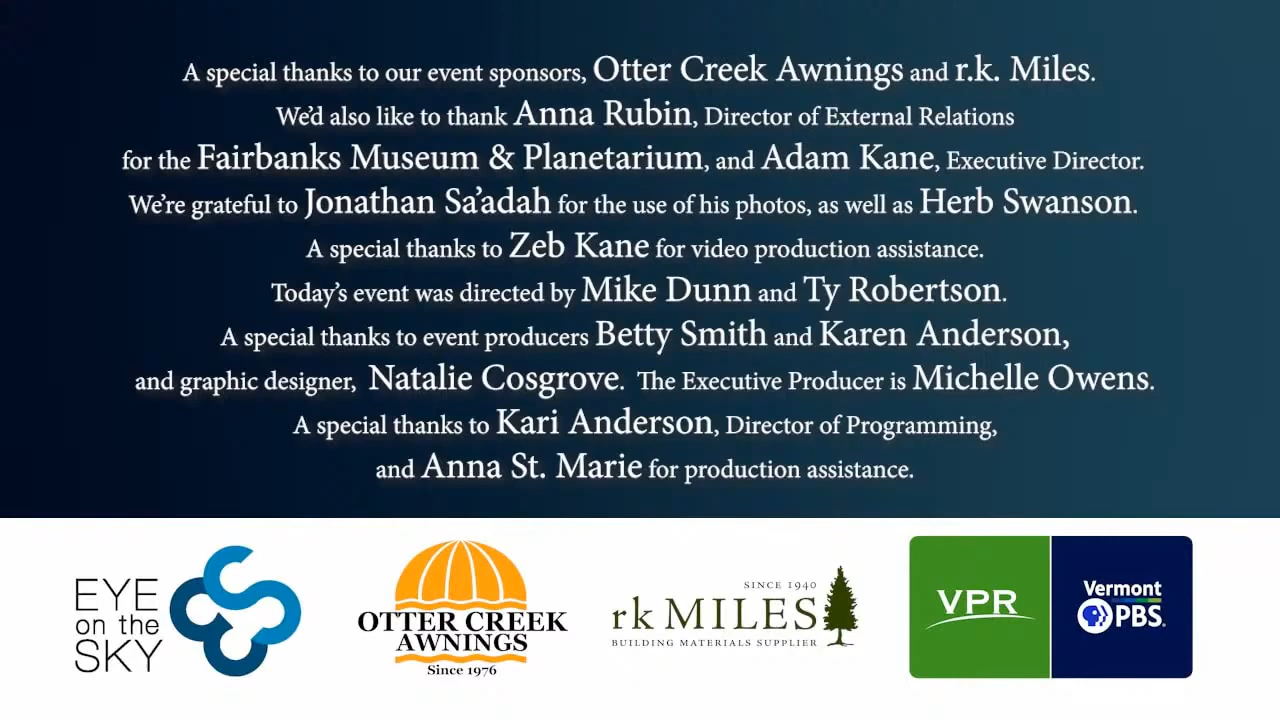 A special thanks to our event sponsors, Otter Creek Awnings and r.k. Miles.
We'd also like to thank Anna Rubin, Director of External Relations
for the Fairbanks Museum & Planetarium, and Adam Kane, Executive Director.
We're grateful to Jonathan Sa'adah for the use of his photos, as well as Herb Swanson.
A special thanks to Zeb Kane for video production assistance.
Today's event was directed by Mike Dunn and Ty Robertson.
A special thanks to event producers Betty Smith and Karen Anderson,
and graphic designer, Natalie Cosgrove. The Executive Producer is Michelle Owens.
A special thanks to Kari Anderson, Director of Programming,
and Anna St. Marie for production assistance.
EYE
on the
SKY
OTTER CREEK
AWNINGS
Since 1976
SINCE 1940
rk MILES
BUILDING MATERIALS SUPPLIER
VPR
Vermont
PBS.